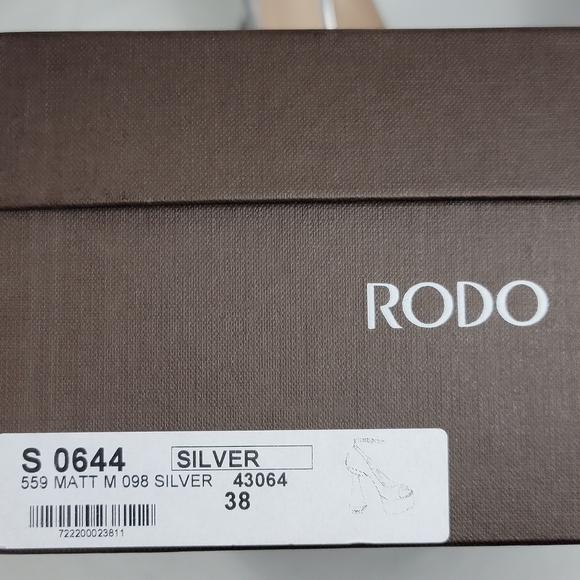 RODO
S 0644 SILVER
559 MATT M 098 SILVER 43064
38
722200023811